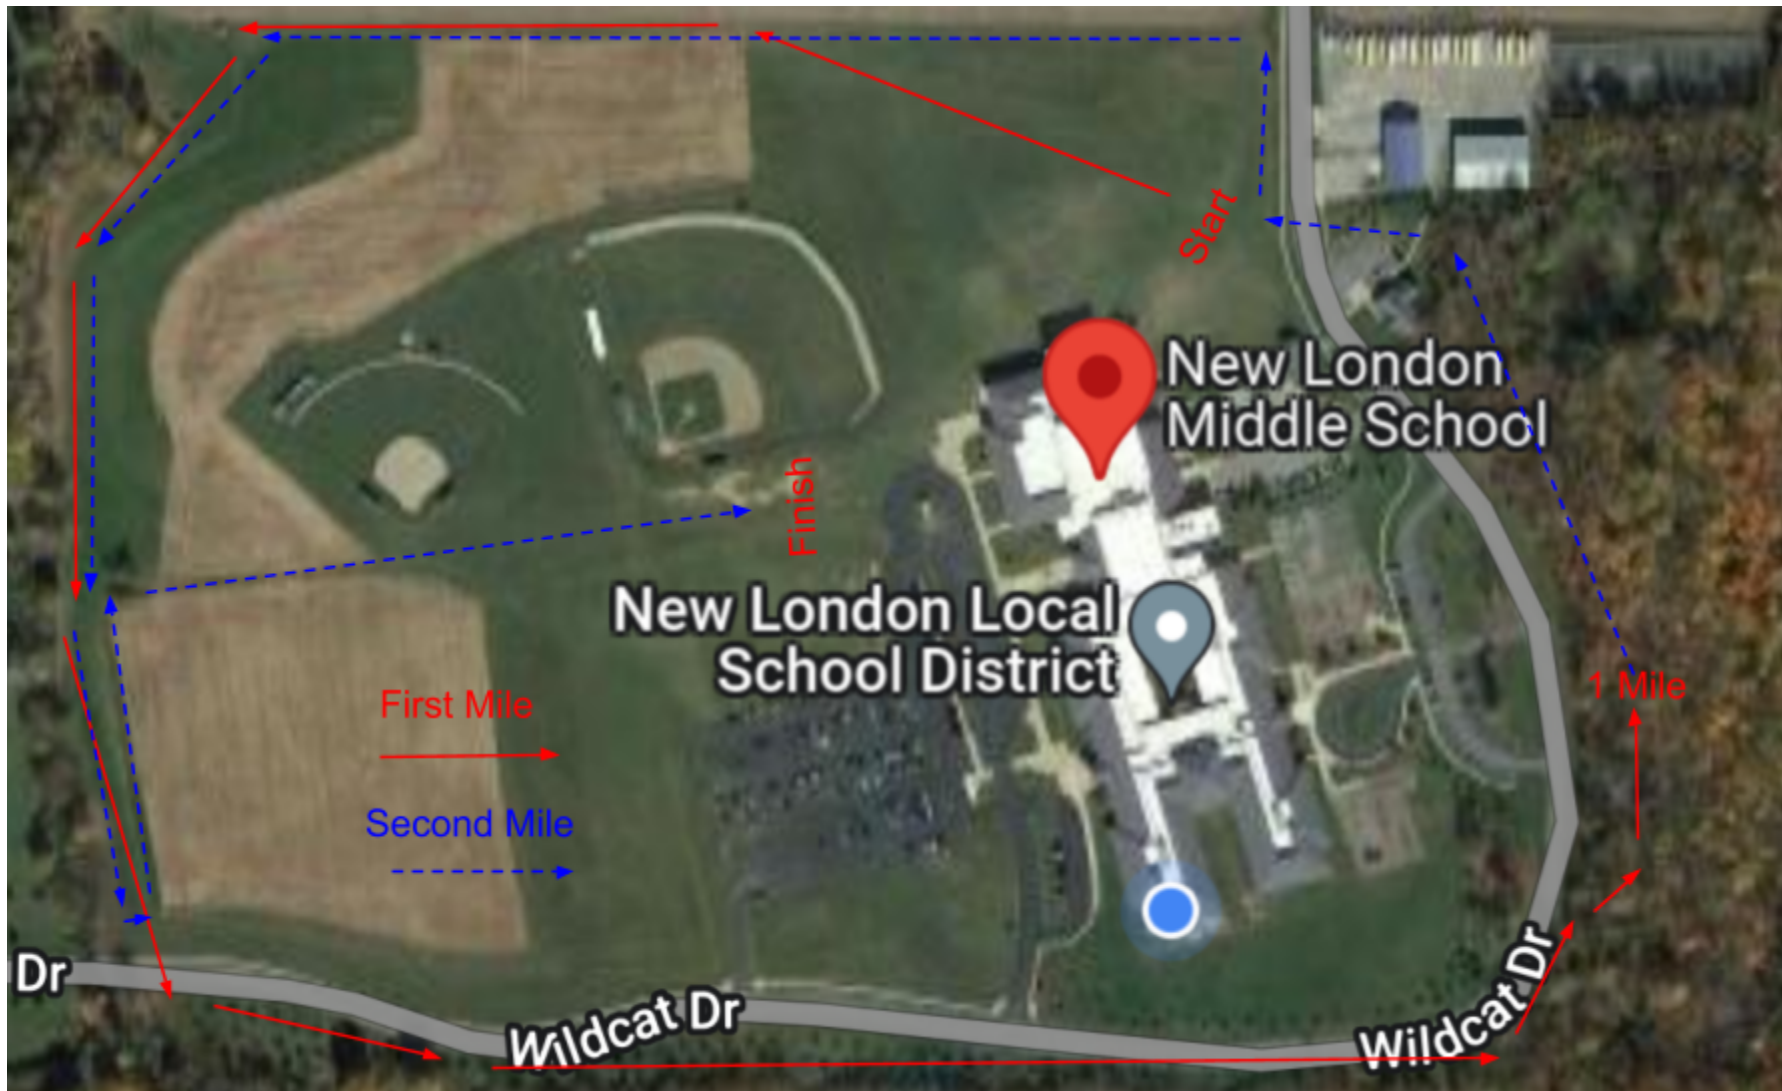 Start
New London
Middle School
Finish
New London Local
School District
1 Mile
First Mile
Second Mile
Dr
Wildcat Dr
Wildcat Dr